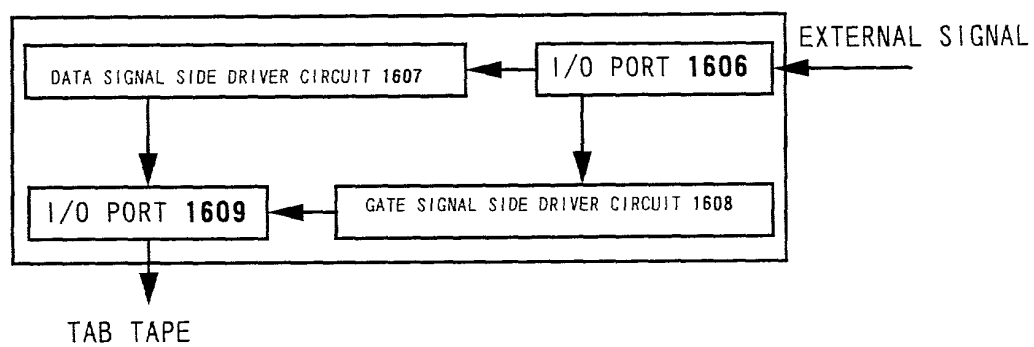 EXTERNAL SIGNAL
DATA SIGNAL SIDE DRIVER CIRCUIT 1607
I/O PORT 1606
I/O PORT 1609
GATE SIGNAL SIDE DRIVER CIRCUIT 1608
TAB TAPE